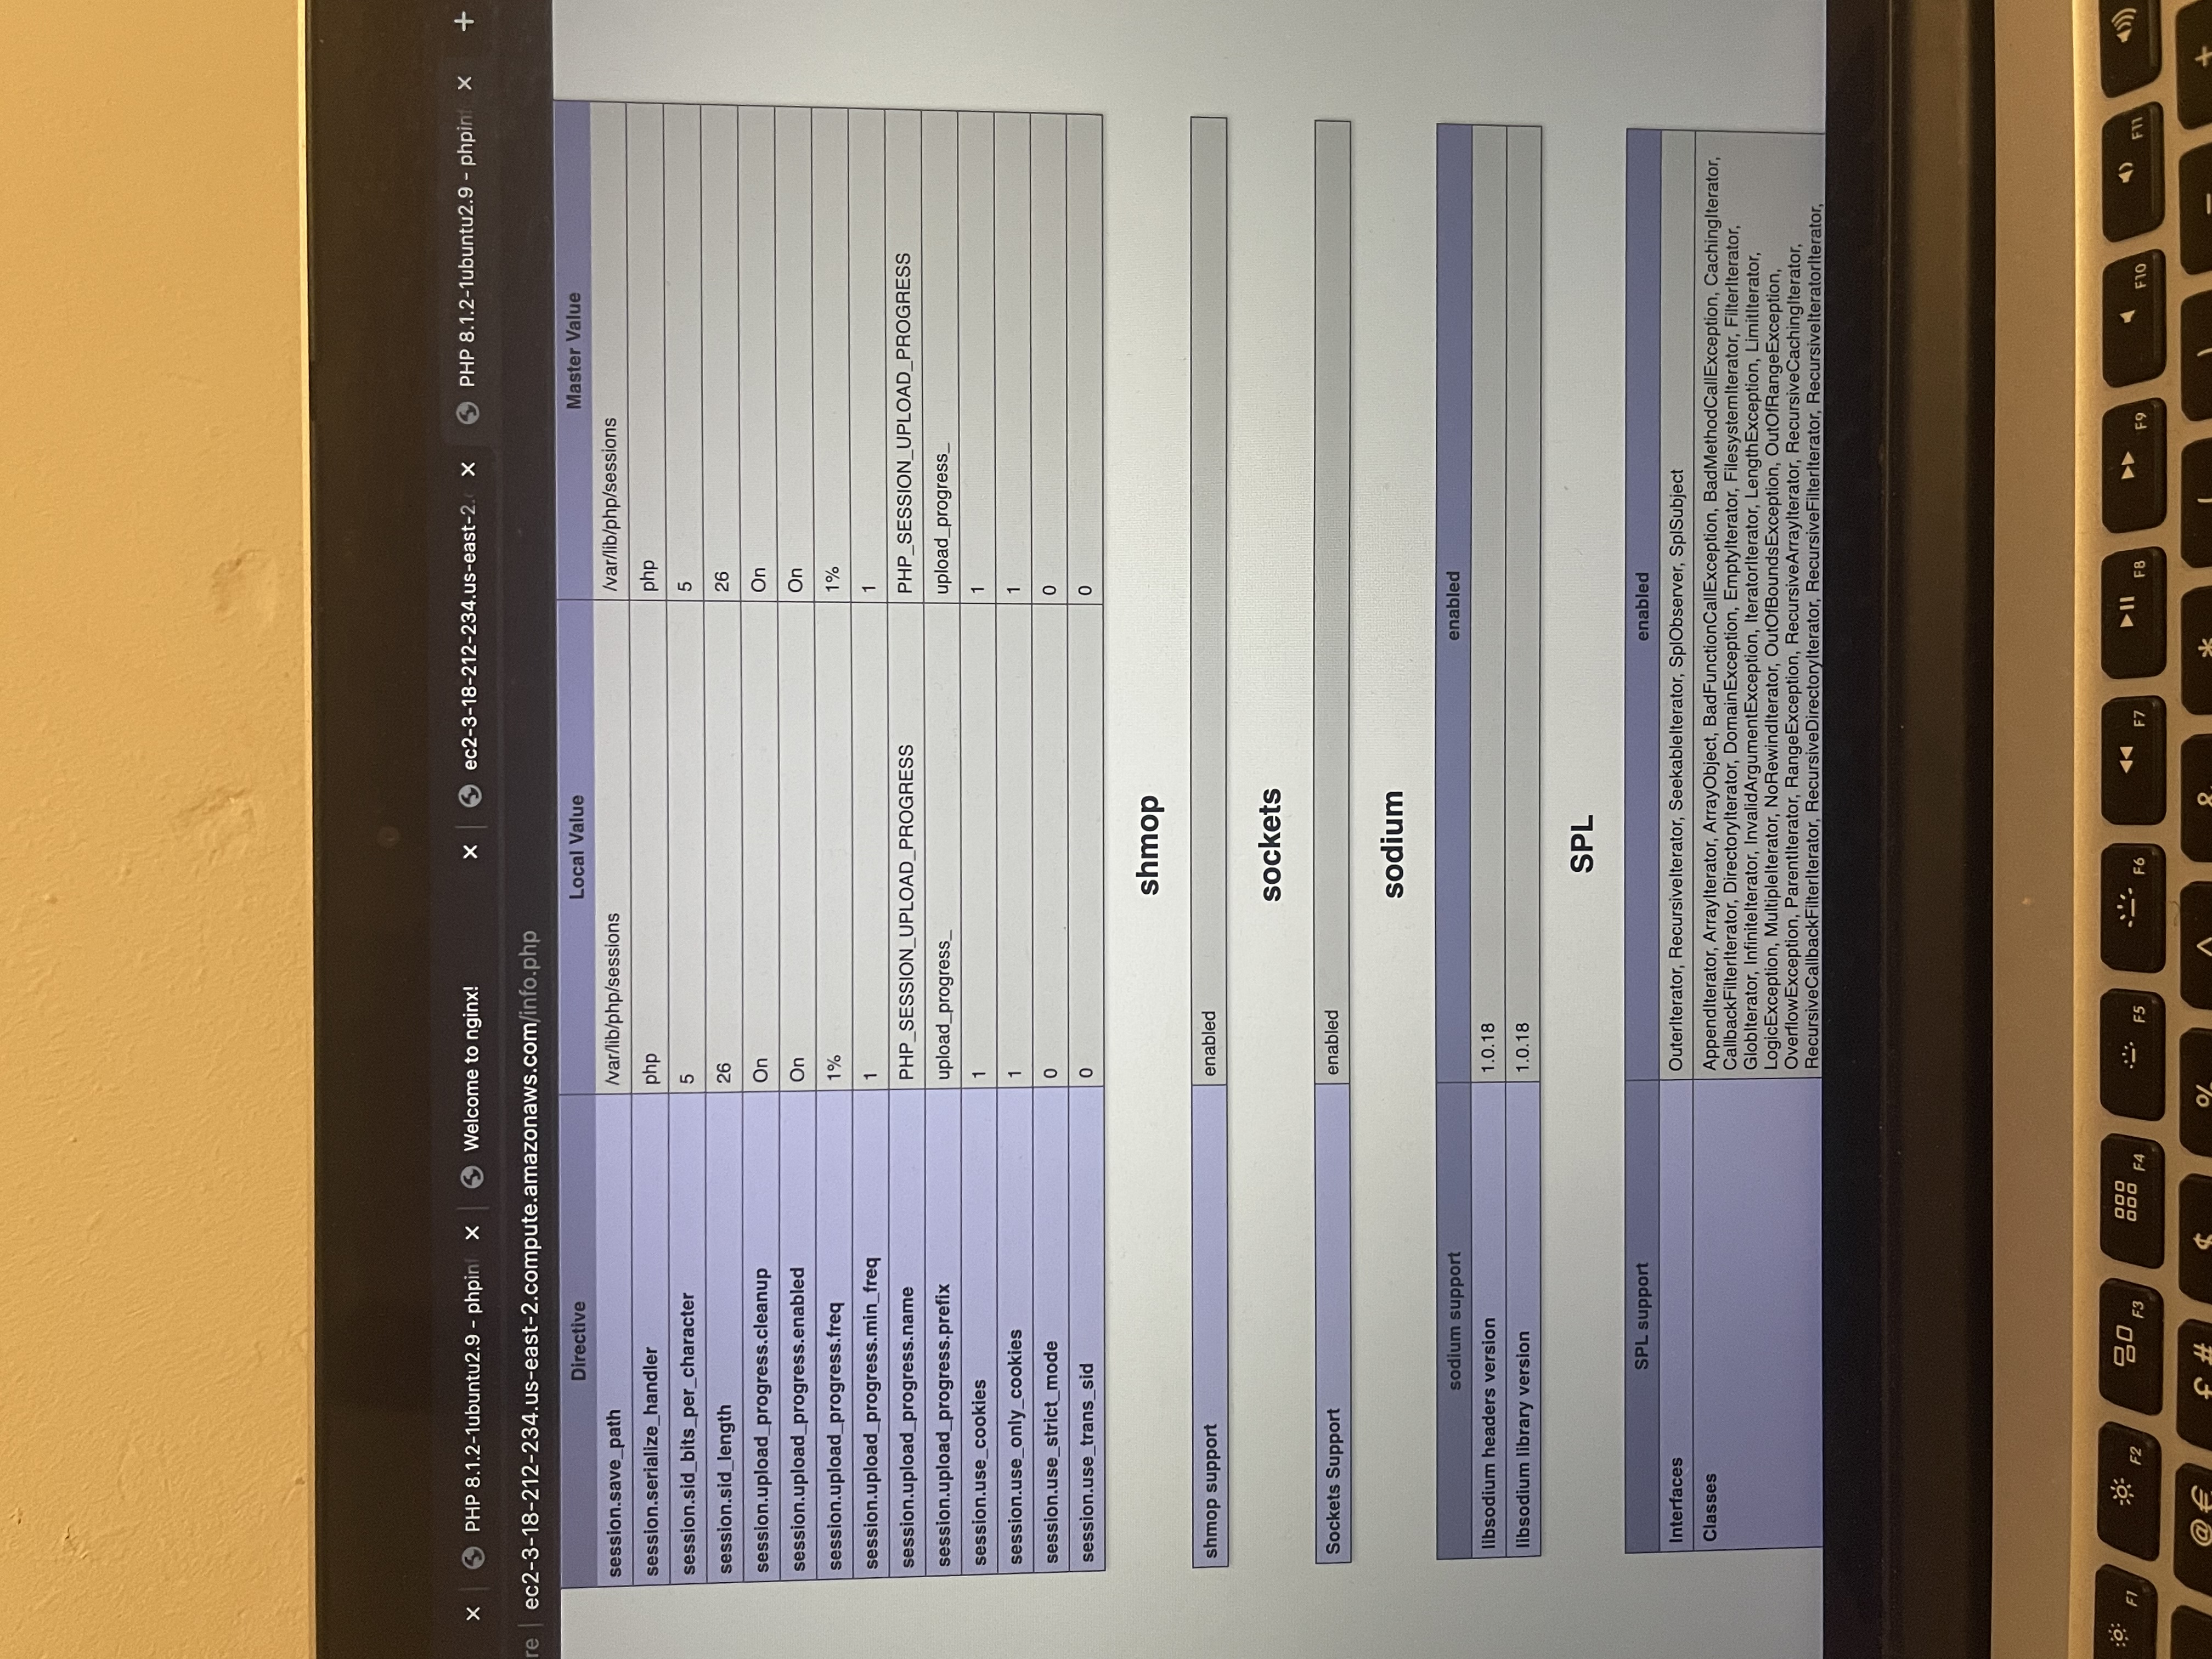 PHP 8.1.2-1ubuntu2.9 - phpinf
Welcome to nginx!
ec2-3-18-212-234.us-east-2.
PHP 8.1.2-1ubuntu2.9 - phpinf
re
ec2-3-18-212-234.us-east-2.compute.amazonaws.com/info.php
Directive Local Value Master Value
session.save_path /var/lib/php/sessions /var/lib/php/sessions
session.serialize_handler php php
session.sid_bits_per_character 5 5
session.sid_length 26 26
session.upload_progress.cleanup On On
session.upload_progress.enabled On On
session.upload_progress.freq 1% 1%
session.upload_progress.min_freq 1 1
session.upload_progress.name PHP_SESSION_UPLOAD_PROGRESS PHP_SESSION_UPLOAD_PROGRESS
session.upload_progress.prefix upload_progress_ upload_progress_
session.use_cookies 1 1
session.use_only_cookies 1 1
session.use_strict_mode 0 0
session.use_trans_sid 0 0
shmop
shmop support enabled
sockets
Sockets Support enabled
sodium
sodium support enabled
libsodium headers version 1.0.18
libsodium library version 1.0.18
SPL
SPL support enabled
Interfaces OuterIterator, RecursiveIterator, SeekableIterator, SplObserver, SplSubject
Classes AppendIterator, ArrayIterator, ArrayObject, BadFunctionCallException, BadMethodCallException, CachingIterator,
CallbackFilterIterator, DirectoryIterator, DomainException, EmptyIterator, FilesystemIterator, FilterIterator,
GlobIterator, InfiniteIterator, InvalidArgumentException, IteratorIterator, LengthException, LimitIterator,
LogicException, MultipleIterator, NoRewindIterator, OutOfBoundsException, OutOfRangeException,
OverflowException, ParentIterator, RangeException, RecursiveArrayIterator, RecursiveCachingIterator,
RecursiveCallbackFilterIterator, RecursiveDirectoryIterator, RecursiveFilterIterator, RecursiveIteratorIterator,
F1 F2 F3 F4 F5 F6 F7 F8 F9 F10 F11
@ € £ # $ % ^ & * ( ) _ +